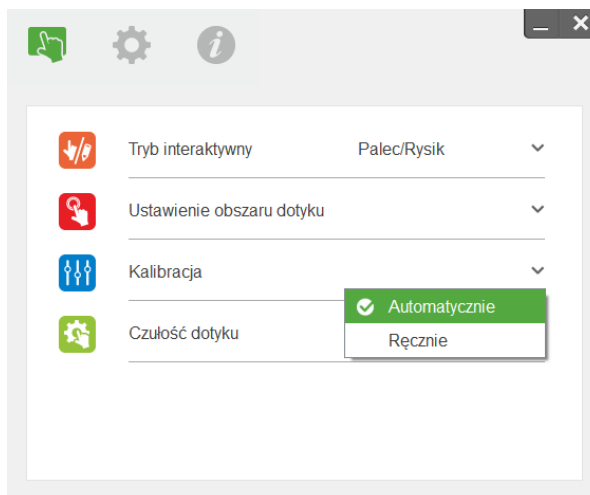 Tryb interaktywny Palec/Rysik
Ustawienie obszaru dotyku
Kalibracja
Automatycznie
Czułość dotyku
Ręcznie